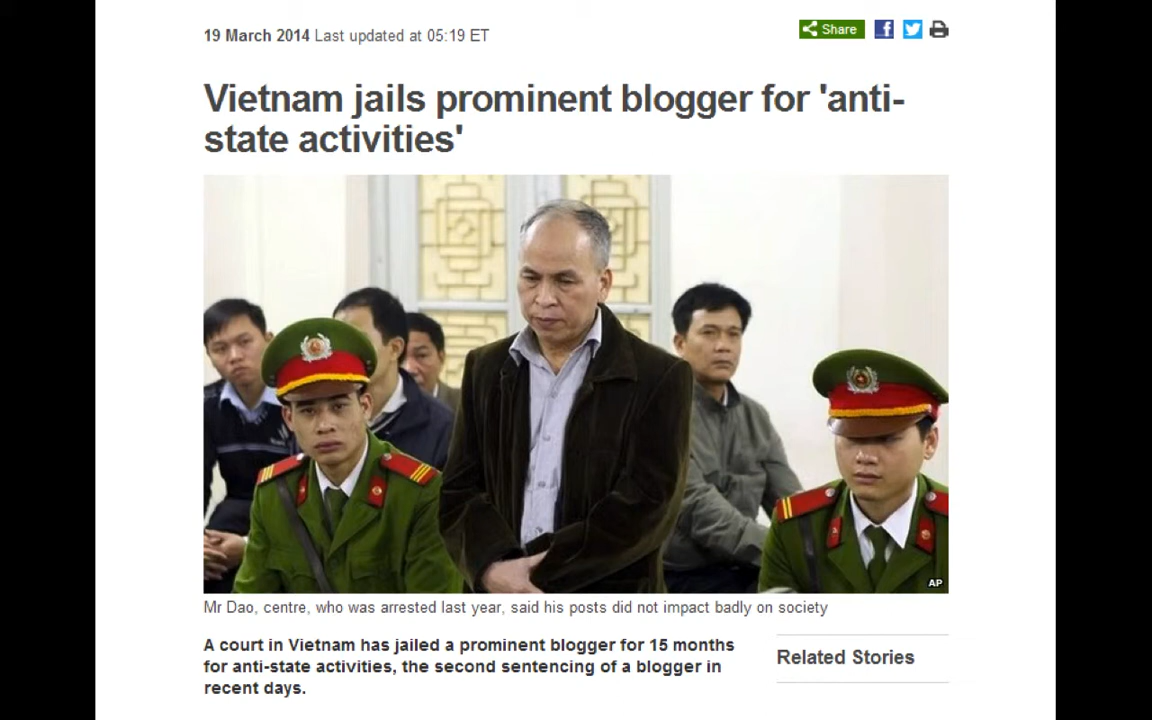 19 March 2014 Last updated at 05:19 ET
Share
Vietnam jails prominent blogger for 'anti-
state activities'
AP
Mr Dao, centre, who was arrested last year, said his posts did not impact badly on society
A court in Vietnam has jailed a prominent blogger for 15 months
for anti-state activities, the second sentencing of a blogger in
recent days.
Related Stories